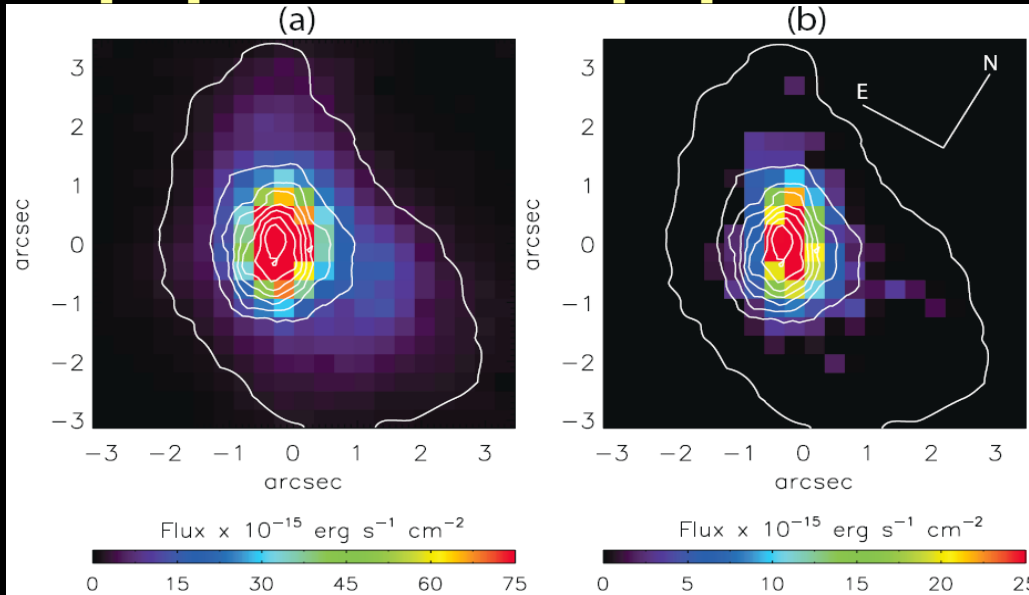 (a) (b)
3 3
2 2
1 1
0 0
−1 −1
−2 −2
−3 −3
arcsec arcsec
E N
−3 −2 −1 0 1 2 3 −3 −2 −1 0 1 2 3
arcsec arcsec
Flux x 10⁻¹⁵ erg s⁻¹ cm⁻² Flux x 10⁻¹⁵ erg s⁻¹ cm⁻²
0 15 30 45 60 75 0 5 10 15 20 25